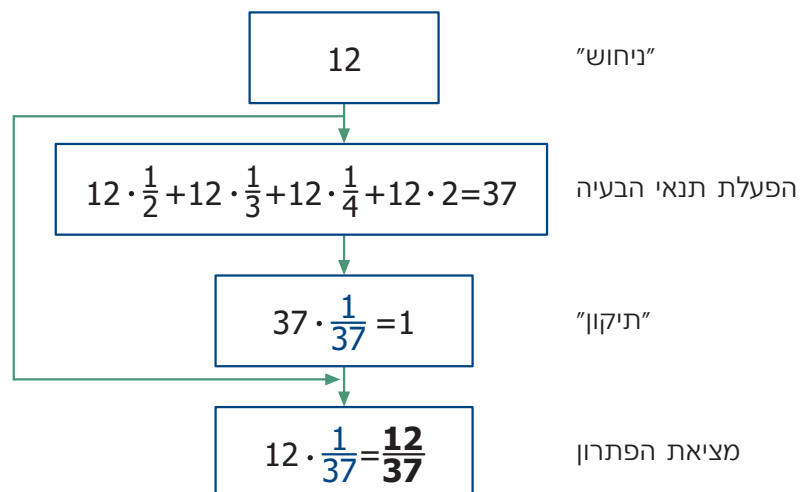 12 "ניחוש"
12 · 1/2 + 12 · 1/3 + 12 · 1/4 + 12 · 2 = 37 הפעלת תנאי הבעיה
37 · 1/37 = 1 "תיקון"
12 · 1/37 = 12/37 מציאת הפתרון